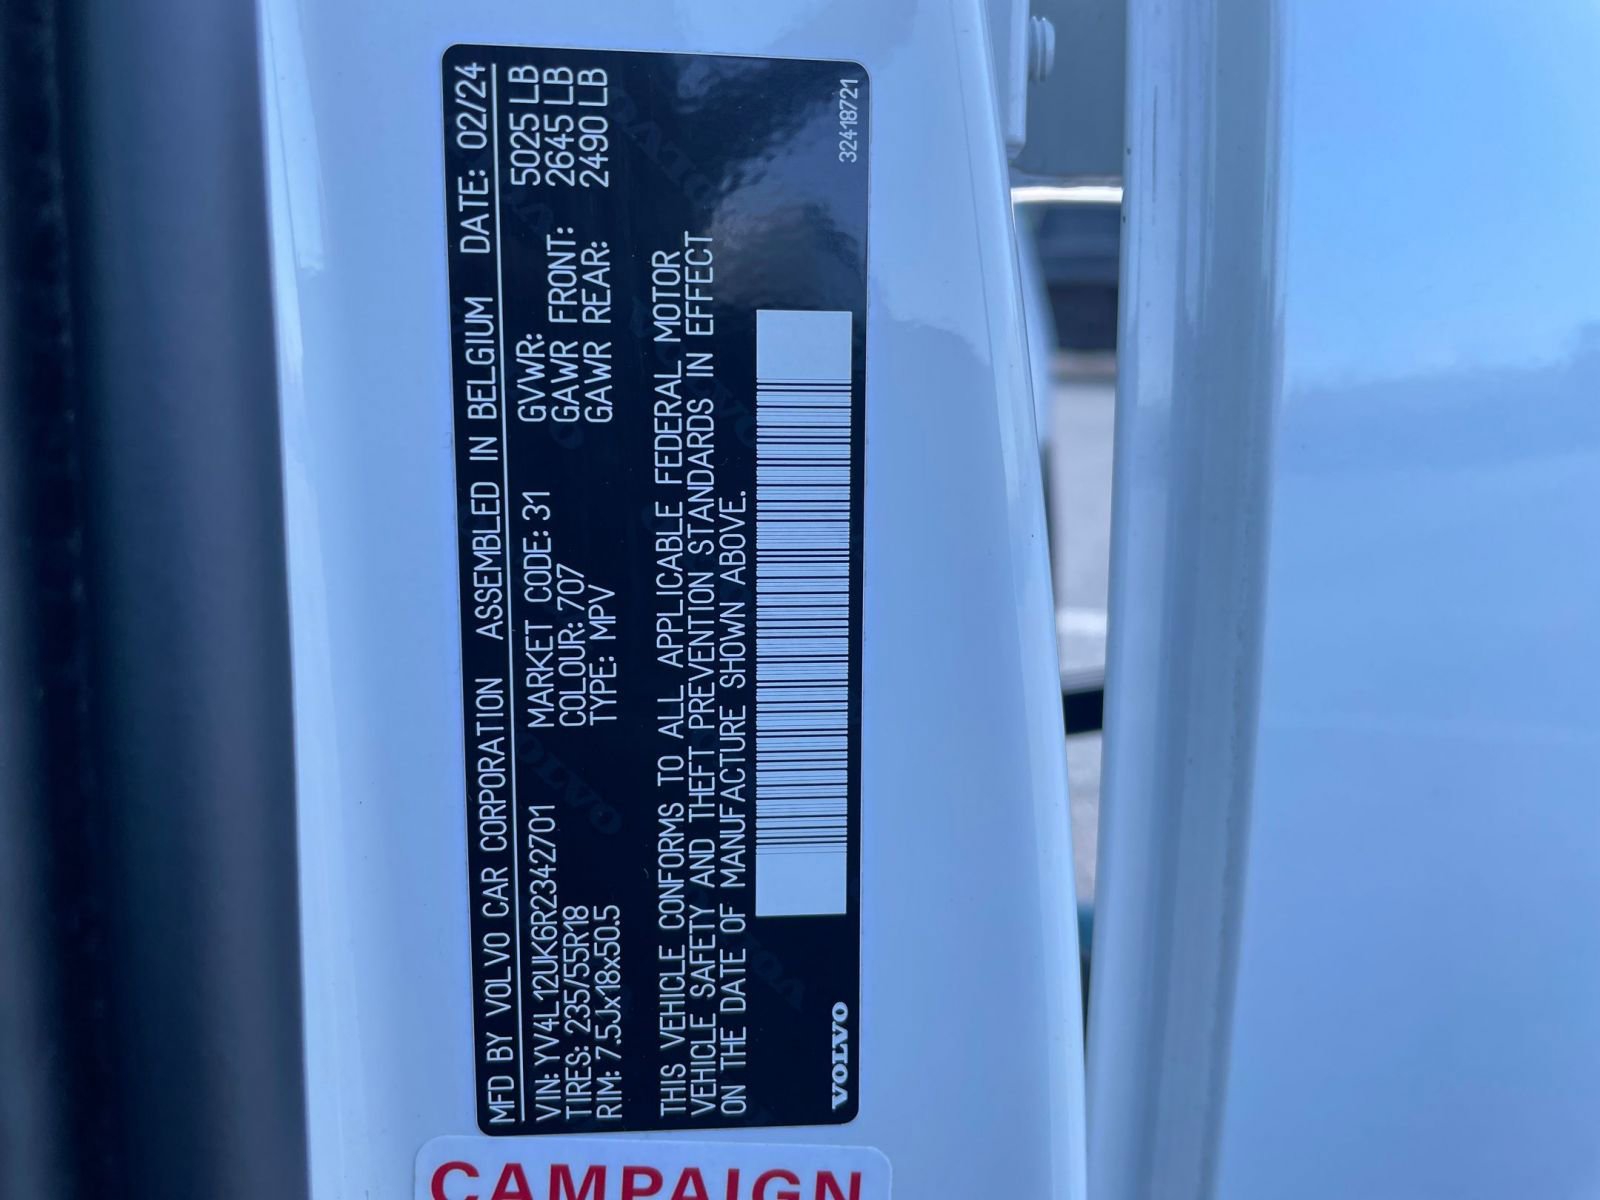 MFD BY VOLVO CAR CORPORATION ASSEMBLED IN BELGIUM DATE: 02/24
VIN: YV4L12UK6R2342701 MARKET CODE: 31 GVWR: 5025 LB
TIRES: 235/55R18 COLOUR: 707 GAWR FRONT: 2645 LB
RIM: 7.5Jx18x50.5 TYPE: MPV GAWR REAR: 2490 LB
THIS VEHICLE CONFORMS TO ALL APPLICABLE FEDERAL MOTOR
VEHICLE SAFETY AND THEFT PREVENTION STANDARDS IN EFFECT
ON THE DATE OF MANUFACTURE SHOWN ABOVE.
VOLVO 32418721
CAMPAIGN